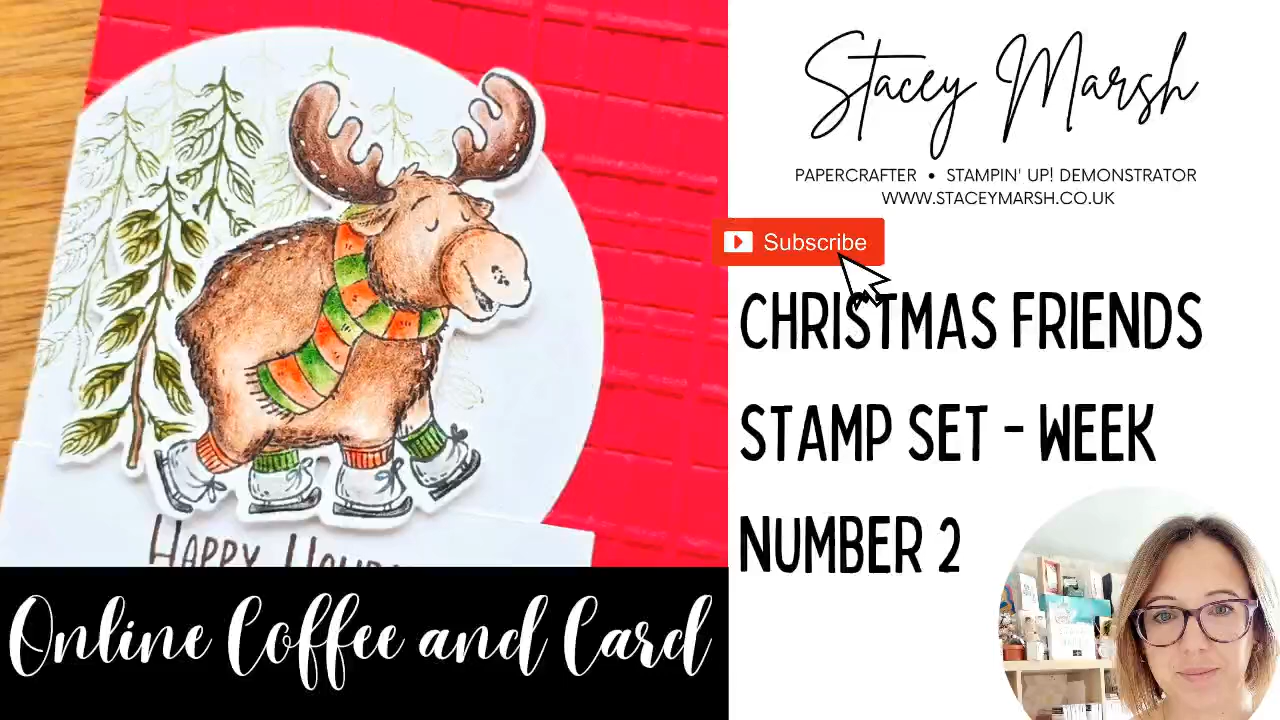 Stacey Marsh
PAPERCRAFTER • STAMPIN' UP! DEMONSTRATOR
WWW.STACEYMARSH.CO.UK
Subscribe
CHRISTMAS FRIENDS
STAMP SET - WEEK
NUMBER 2
HAPPY
Online Coffee and Card